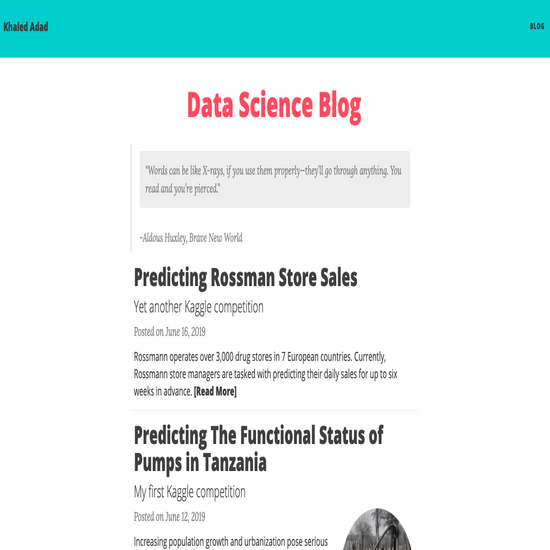 Khaled Adad
BLOG
Data Science Blog
“Words can be like X-rays, if you use them properly—they’ll go through anything. You
read and you’re pierced.”
-Aldous Huxley, Brave New World
Predicting Rossman Store Sales
Yet another Kaggle competition
Posted on June 16, 2019
Rossmann operates over 3,000 drug stores in 7 European countries. Currently,
Rossmann store managers are tasked with predicting their daily sales for up to six
weeks in advance. [Read More]
Predicting The Functional Status of
Pumps in Tanzania
My first Kaggle competition
Posted on June 12, 2019
Increasing population growth and urbanization pose serious